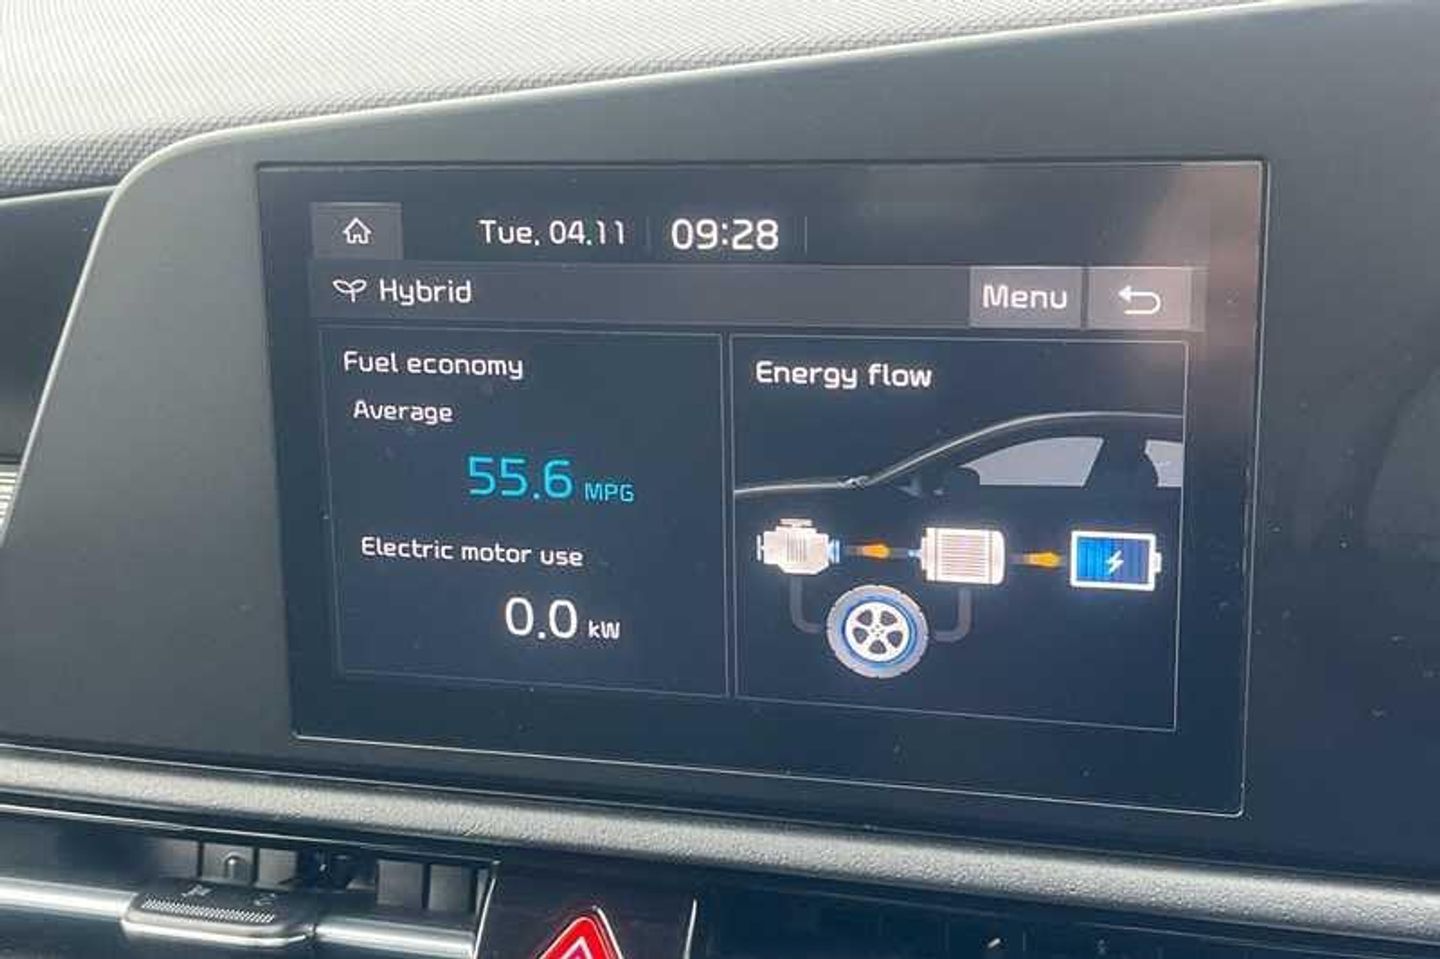 Tue, 04.11 09:28
Hybrid
Menu
Fuel economy
Average
55.6 MPG
Electric motor use
0.0 kW
Energy flow